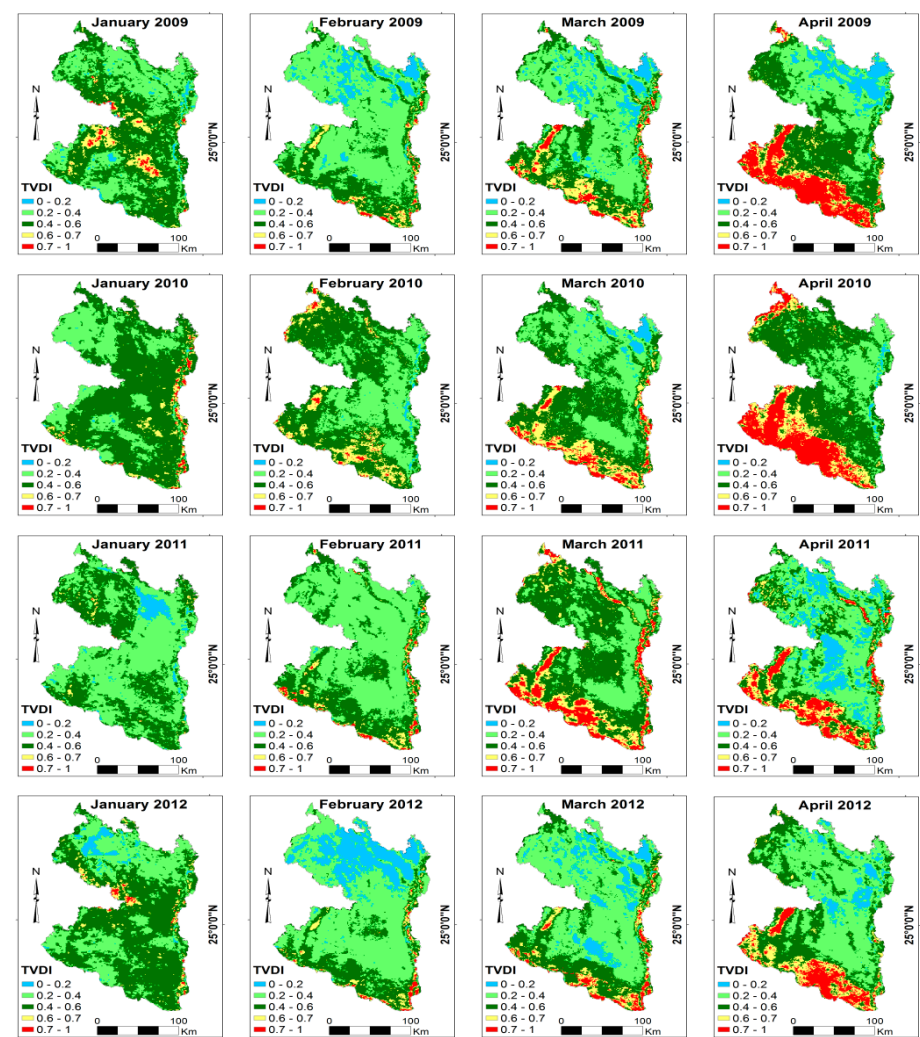 January 2009
N
25°0'0"N
TVDI
0 - 0.2
0.2 - 0.4
0.4 - 0.6
0.6 - 0.7
0.7 - 1
0 100
Km
February 2009
N
25°0'0"N
TVDI
0 - 0.2
0.2 - 0.4
0.4 - 0.6
0.6 - 0.7
0.7 - 1
0 100
Km
March 2009
N
25°0'0"N
TVDI
0 - 0.2
0.2 - 0.4
0.4 - 0.6
0.6 - 0.7
0.7 - 1
0 100
Km
April 2009
N
25°0'0"N
TVDI
0 - 0.2
0.2 - 0.4
0.4 - 0.6
0.6 - 0.7
0.7 - 1
0 100
Km
January 2010
N
25°0'0"N
TVDI
0 - 0.2
0.2 - 0.4
0.4 - 0.6
0.6 - 0.7
0.7 - 1
0 100
Km
February 2010
N
25°0'0"N
TVDI
0 - 0.2
0.2 - 0.4
0.4 - 0.6
0.6 - 0.7
0.7 - 1
0 100
Km
March 2010
N
25°0'0"N
TVDI
0 - 0.2
0.2 - 0.4
0.4 - 0.6
0.6 - 0.7
0.7 - 1
0 100
Km
April 2010
N
25°0'0"N
TVDI
0 - 0.2
0.2 - 0.4
0.4 - 0.6
0.6 - 0.7
0.7 - 1
0 100
Km
January 2011
N
25°0'0"N
TVDI
0 - 0.2
0.2 - 0.4
0.4 - 0.6
0.6 - 0.7
0.7 - 1
0 100
Km
February 2011
N
25°0'0"N
TVDI
0 - 0.2
0.2 - 0.4
0.4 - 0.6
0.6 - 0.7
0.7 - 1
0 100
Km
March 2011
N
25°0'0"N
TVDI
0 - 0.2
0.2 - 0.4
0.4 - 0.6
0.6 - 0.7
0.7 - 1
0 100
Km
April 2011
N
25°0'0"N
TVDI
0 - 0.2
0.2 - 0.4
0.4 - 0.6
0.6 - 0.7
0.7 - 1
0 100
Km
January 2012
N
25°0'0"N
TVDI
0 - 0.2
0.2 - 0.4
0.4 - 0.6
0.6 - 0.7
0.7 - 1
0 100
Km
February 2012
N
25°0'0"N
TVDI
0 - 0.2
0.2 - 0.4
0.4 - 0.6
0.6 - 0.7
0.7 - 1
0 100
Km
March 2012
N
25°0'0"N
TVDI
0 - 0.2
0.2 - 0.4
0.4 - 0.6
0.6 - 0.7
0.7 - 1
0 100
Km
April 2012
N
25°0'0"N
TVDI
0 - 0.2
0.2 - 0.4
0.4 - 0.6
0.6 - 0.7
0.7 - 1
0 100
Km